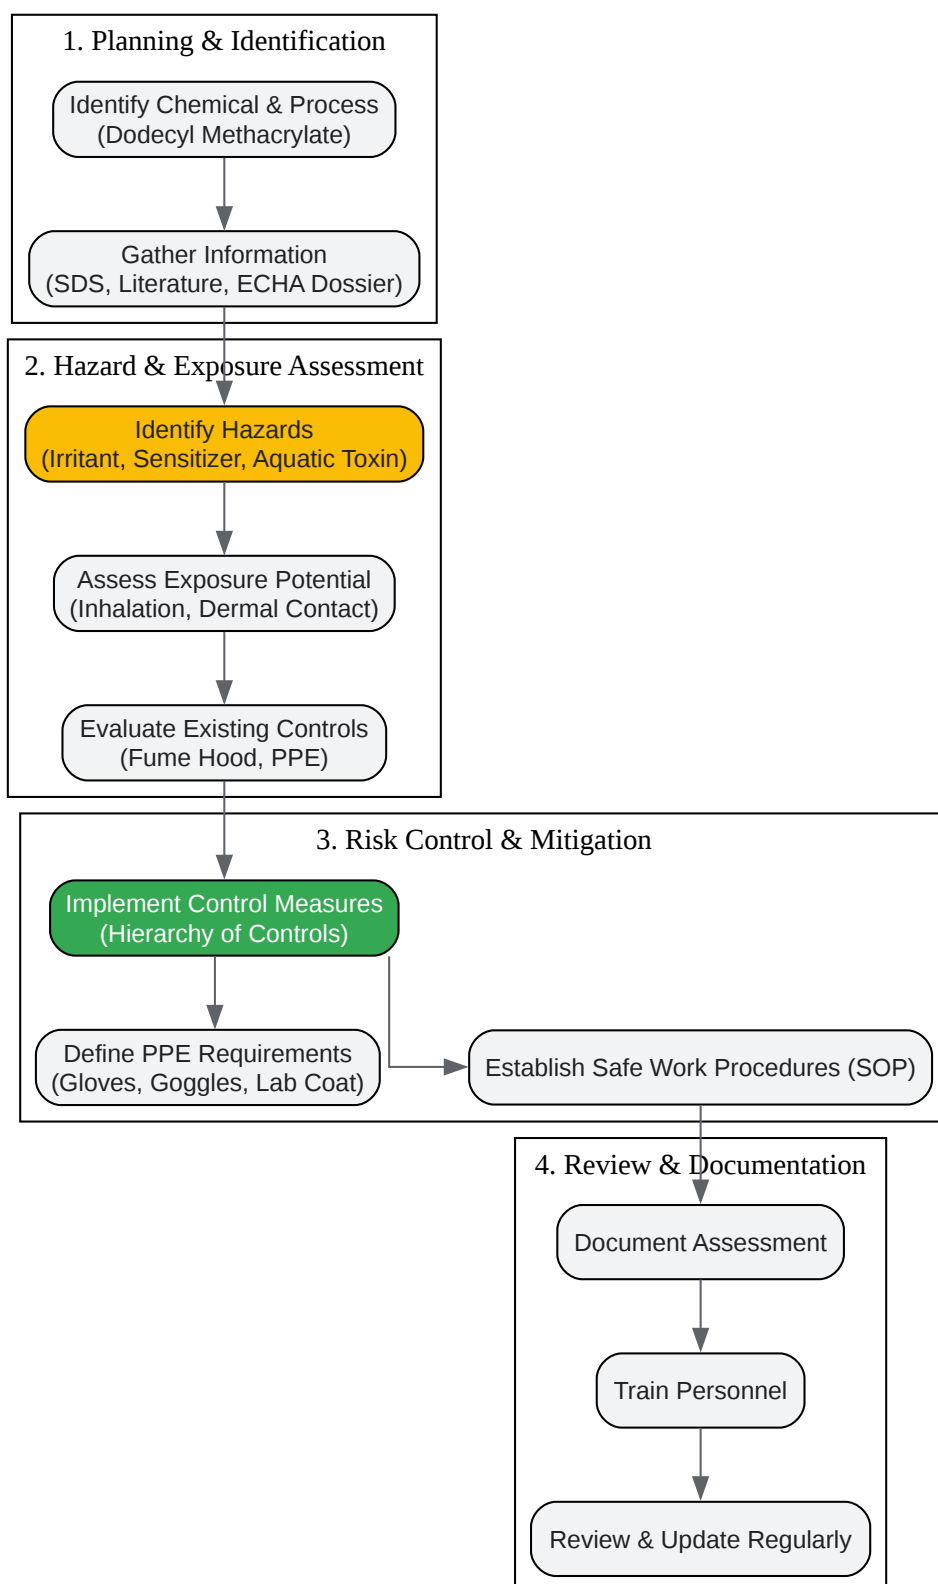 1. Planning & Identification
Identify Chemical & Process
(Dodecyl Methacrylate)
Gather Information
(SDS, Literature, ECHA Dossier)
2. Hazard & Exposure Assessment
Identify Hazards
(Irritant, Sensitizer, Aquatic Toxin)
Assess Exposure Potential
(Inhalation, Dermal Contact)
Evaluate Existing Controls
(Fume Hood, PPE)
3. Risk Control & Mitigation
Implement Control Measures
(Hierarchy of Controls)
Define PPE Requirements
(Gloves, Goggles, Lab Coat)
Establish Safe Work Procedures (SOP)
4. Review & Documentation
Document Assessment
Train Personnel
Review & Update Regularly